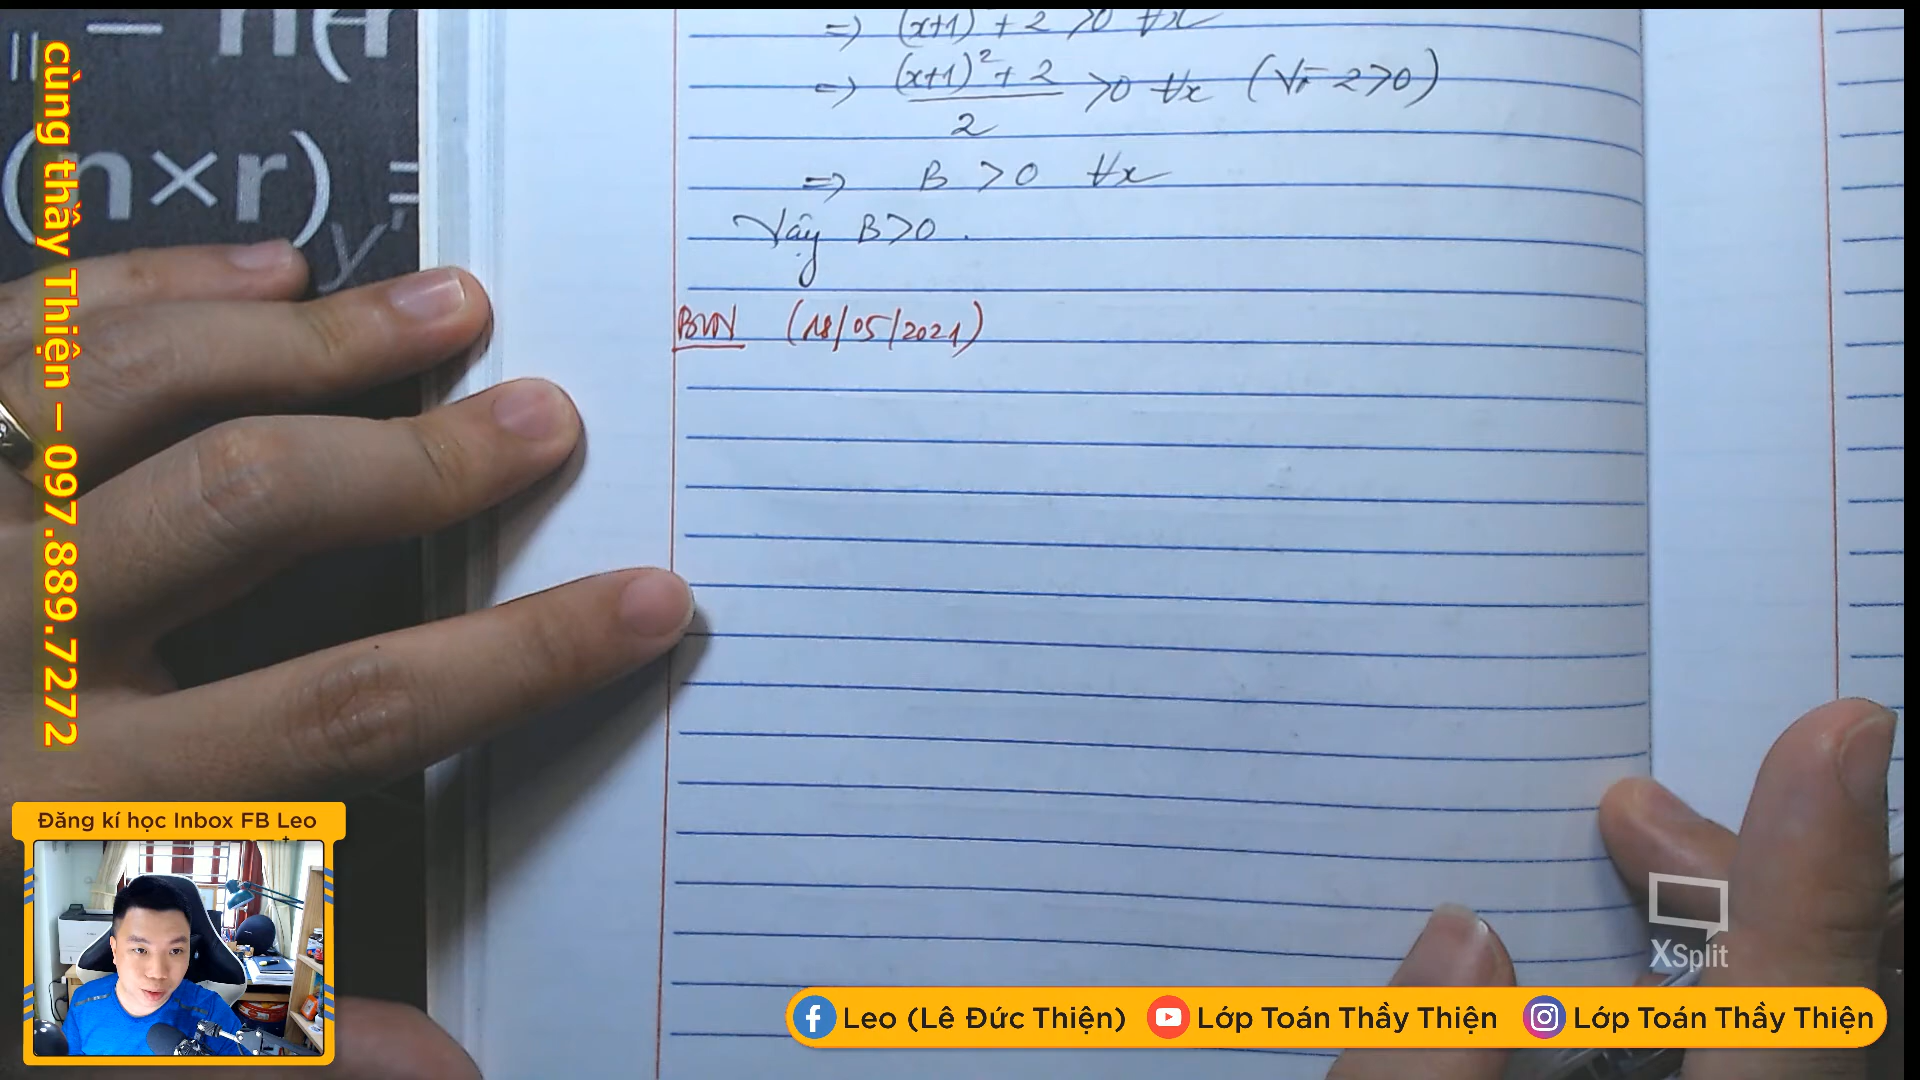 => (x+1)² + 2 > 0 ∀x
=> (x+1)² + 2 / 2 > 0 ∀x (Vì 2 > 0)
=> B > 0 ∀x
Vậy B > 0.
BVN (18/05/2021)
cùng thầy Thiện – 097.889.7272
(n×r)
y
=
Đăng kí học Inbox FB Leo
XSplit
Leo (Lê Đức Thiện) Lớp Toán Thầy Thiện Lớp Toán Thầy Thiện